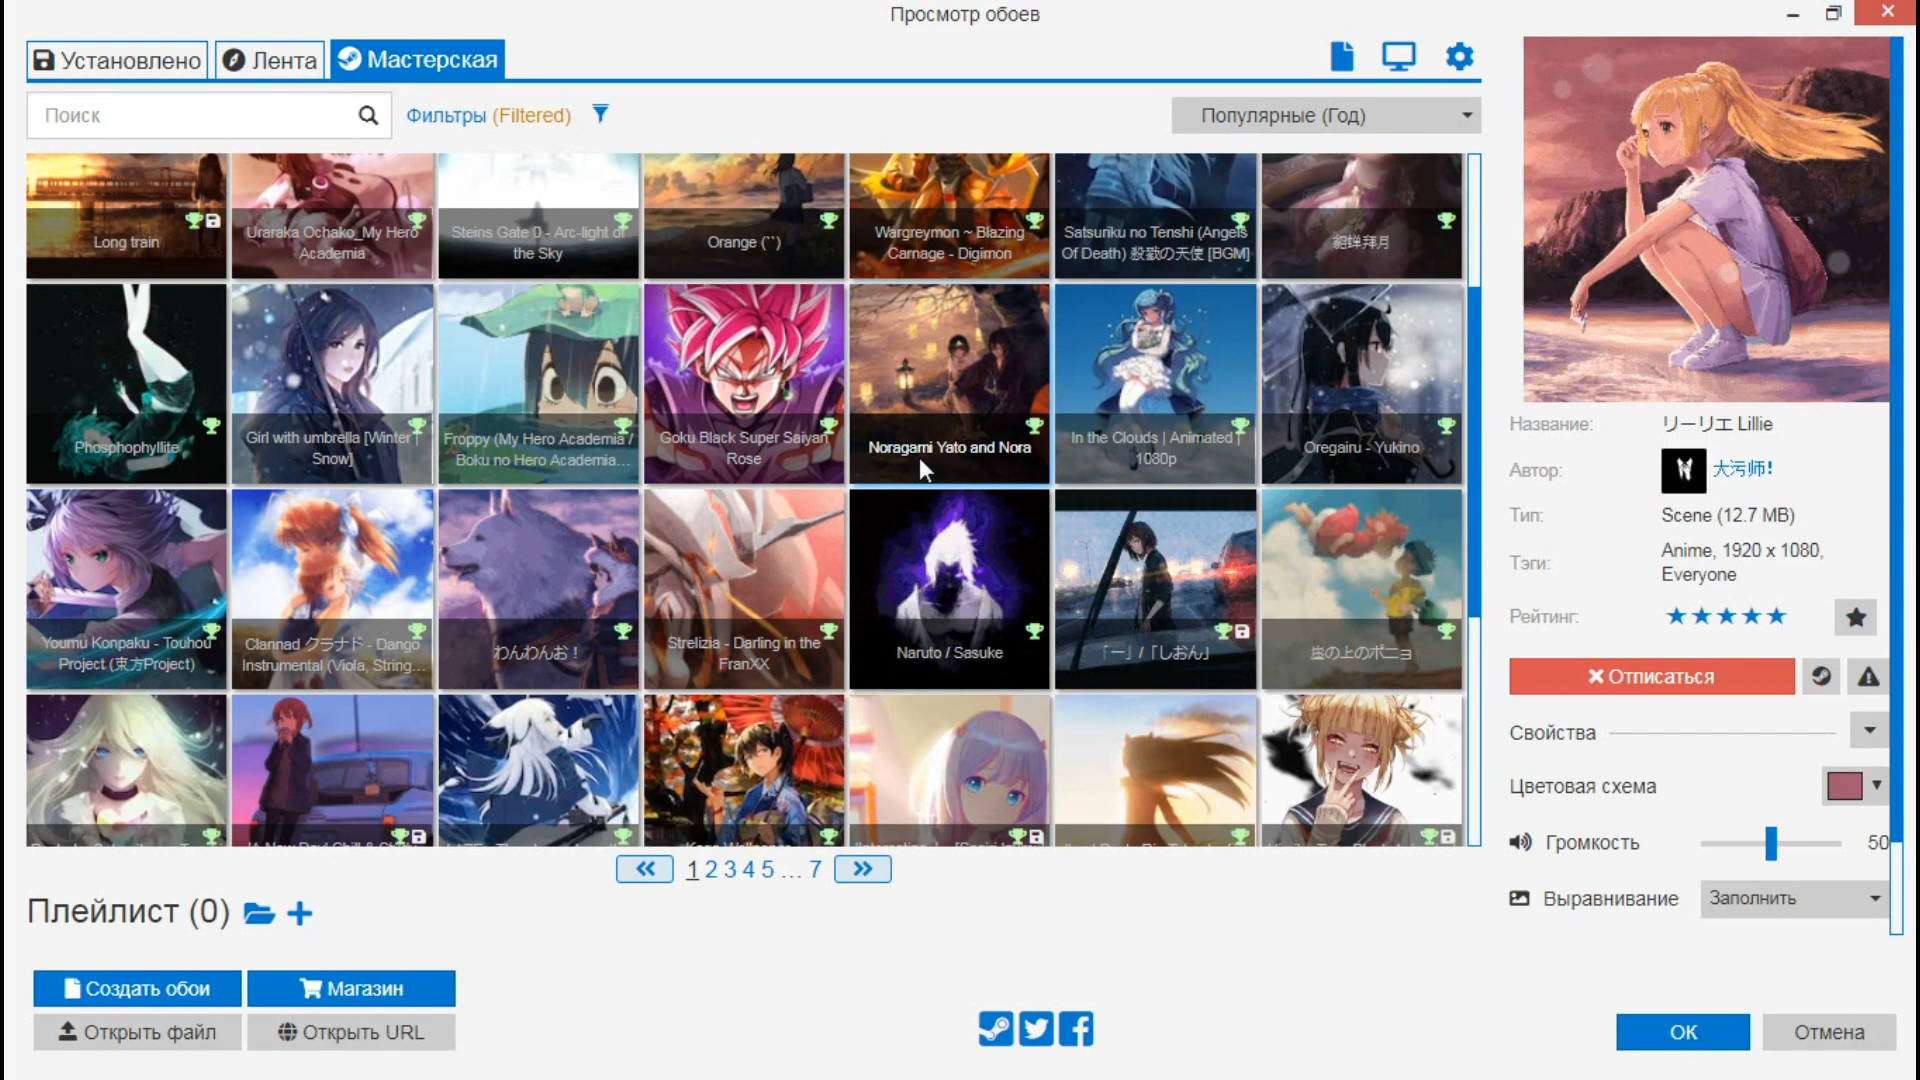 Просмотр обоев
Установлено
Лента
Мастерская
Поиск
Фильтры (Filtered)
Популярные (Год)
Long train
Uraraka Ochako_My Hero
Academia
Steins Gate 0 - Arc-light of
the Sky
Orange (``)
Wargreymon ~ Blazing
Carnage - Digimon
Satsuriku no Tenshi (Angels
Of Death) 殺戮の天使 [BGM]
貂蝉拜月
Phosphophyllite
Girl with umbrella [Winter
Snow]
Froppy (My Hero Academia /
Boku no Hero Academia...
Goku Black Super Saiyan
Rose
Noragami Yato and Nora
In the Clouds | Animated |
1080p
Oregairu - Yukino
Youmu Konpaku - Touhou
Project (東方Project)
Clannad クラナド - Dango
Instrumental (Viola, String...
わんわんお！
Strelizia - Darling in the
FranXX
Naruto / Sasuke
「一」/「しおん」
崖の上のポニョ
1 2 3 4 5 ... 7
Плейлист (0)
Создать обои
Магазин
Открыть файл
Открыть URL
Название:
リーリエ Lillie
Автор:
大污师!
Тип:
Scene (12.7 MB)
Тэги:
Anime, 1920 x 1080,
Everyone
Рейтинг:
Отписаться
Свойства
Цветовая схема
Громкость
50
Выравнивание
Заполнить
ОК
Отмена